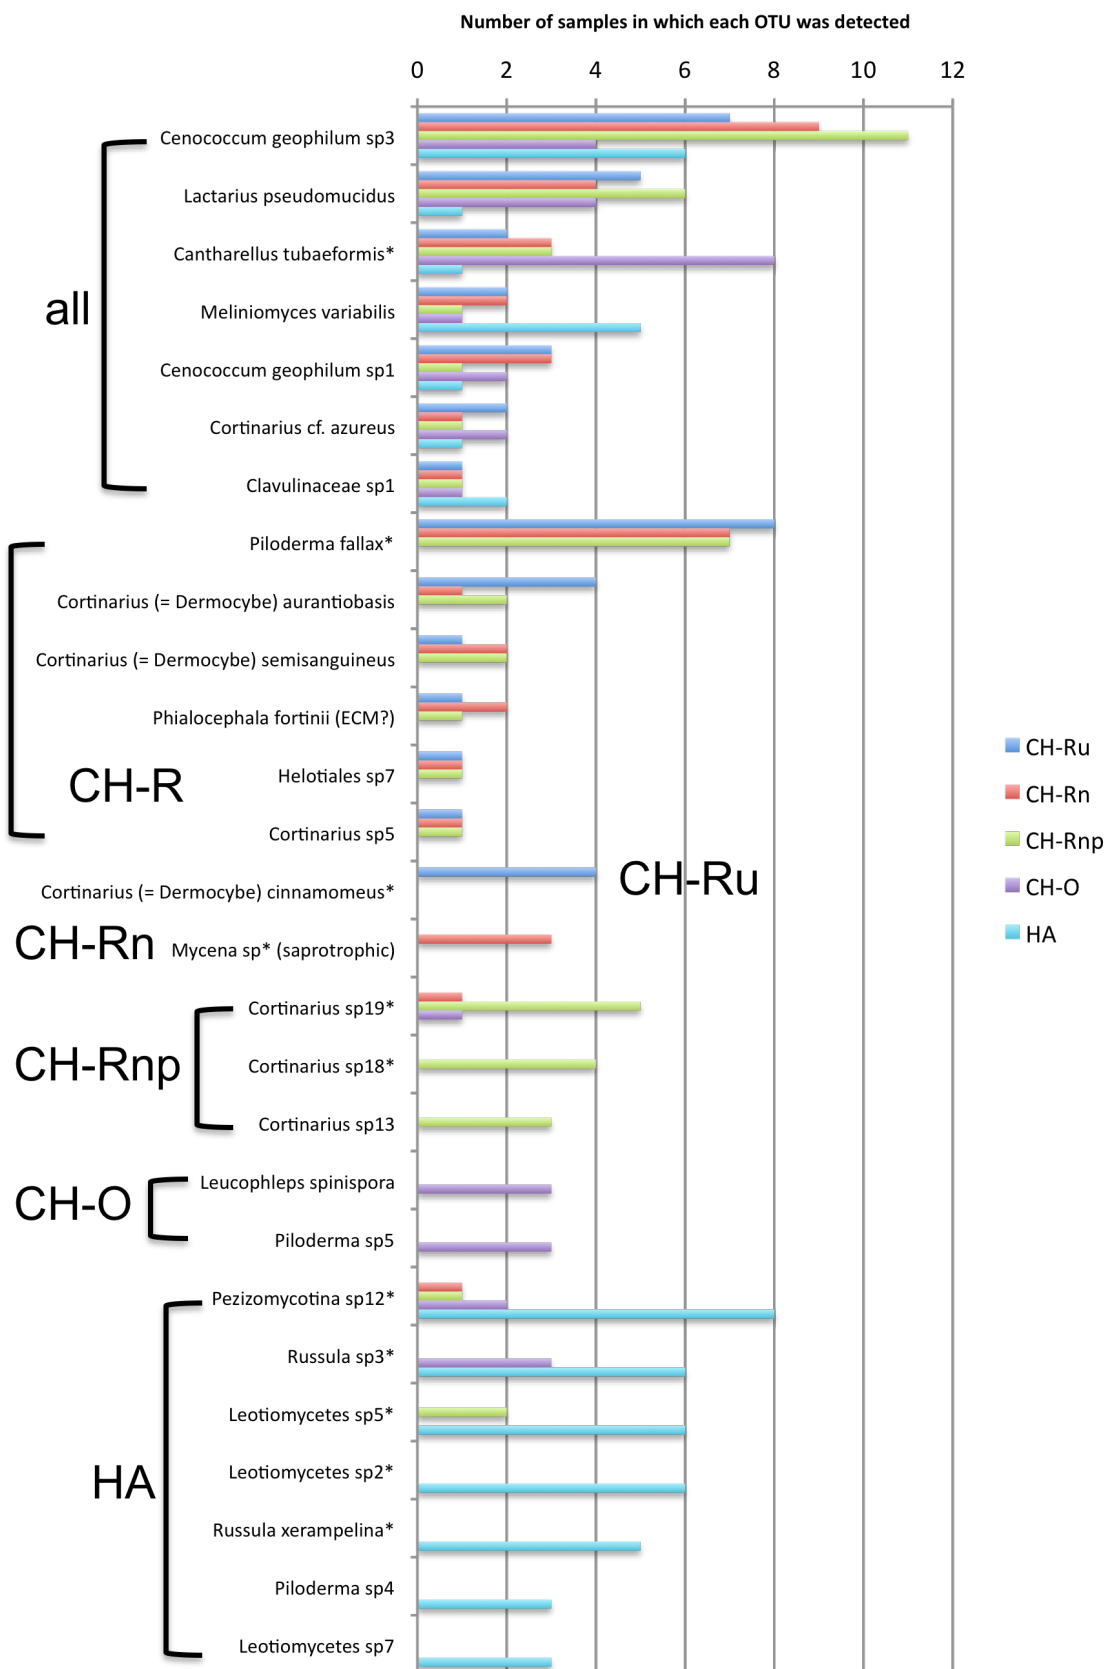 Number of samples in which each OTU was detected
0 2 4 6 8 10 12
Cenococcum geophilum sp3
Lactarius pseudomucidus
Cantharellus tubaeformis*
all
Meliniomyces variabilis
Cenococcum geophilum sp1
Cortinarius cf. azureus
Clavulinaceae sp1
Piloderma fallax*
Cortinarius (= Dermocybe) aurantiobasis
Cortinarius (= Dermocybe) semisanguineus
Phialocephala fortinii (ECM?)
CH-R
Helotiales sp7
Cortinarius sp5
Cortinarius (= Dermocybe) cinnamomeus*
CH-Ru
CH-Rn
Mycena sp* (saprotrophic)
Cortinarius sp19*
CH-Rnp
Cortinarius sp18*
Cortinarius sp13
CH-O
Leucophleps spinispora
Piloderma sp5
Pezizomycotina sp12*
Russula sp3*
Leotiomycetes sp5*
HA
Leotiomycetes sp2*
Russula xerampelina*
Piloderma sp4
Leotiomycetes sp7
CH-Ru
CH-Rn
CH-Rnp
CH-O
HA